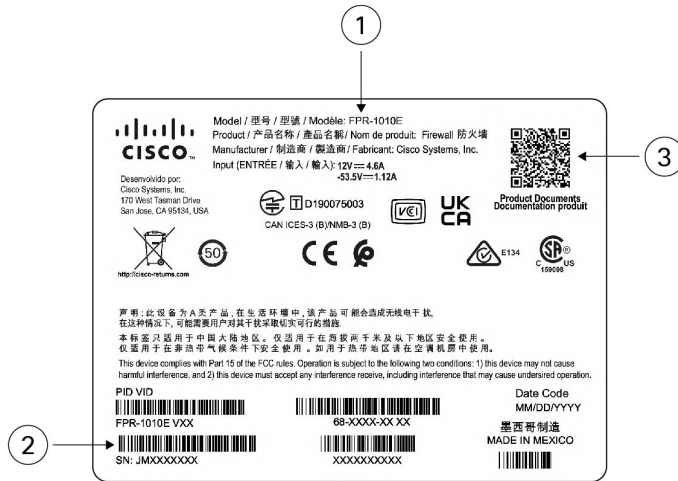 1
CISCO
Model / 型号 / 型號 / Modèle: FPR-1010E
Product / 产品名称 / 產品名稱 / Nom de produit: Firewall 防火墙
Manufacturer / 制造商 / 製造商 / Fabricant: Cisco Systems, Inc.
Input (ENTRÉE / 输入 / 輸入): 12V 4.6A
-53.5V 1.12A
3
Desenvolvido por:
Cisco Systems, Inc.
170 West Tasman Drive
San Jose, CA 95134, USA
Product Documents
Documentation produit
T D190075003
CAN ICES-3 (B)/NMB-3 (B)
VCI
UK
CA
50
http://cisco-returns.com
CE
E134
SA
C US
159098
声明:此设备为A类产品,在生活环境中,该产品可能会造成无线电干扰,
在这种情况下,可能需要用户对其干扰采取切实可行的措施.
本标签只适用于中国大陆地区。仅适用于在海拔两千米及以下地区安全使用。
仅适用于在非热带气候条件下安全使用。如用于热带地区请在空调机房中使用。
This device complies with Part 15 of the FCC rules. Operation is subject to the following two conditions: 1) this device may not cause
harmful interference, and 2) this device must accept any interference receive, including interference that may cause undersired operation.
PID VID
FPR-1010E VXX
68-XXXX-XX XX
Date Code
MM/DD/YYYY
墨西哥制造
MADE IN MEXICO
2
SN: JMXXXXXXX
XXXXXXXXXX